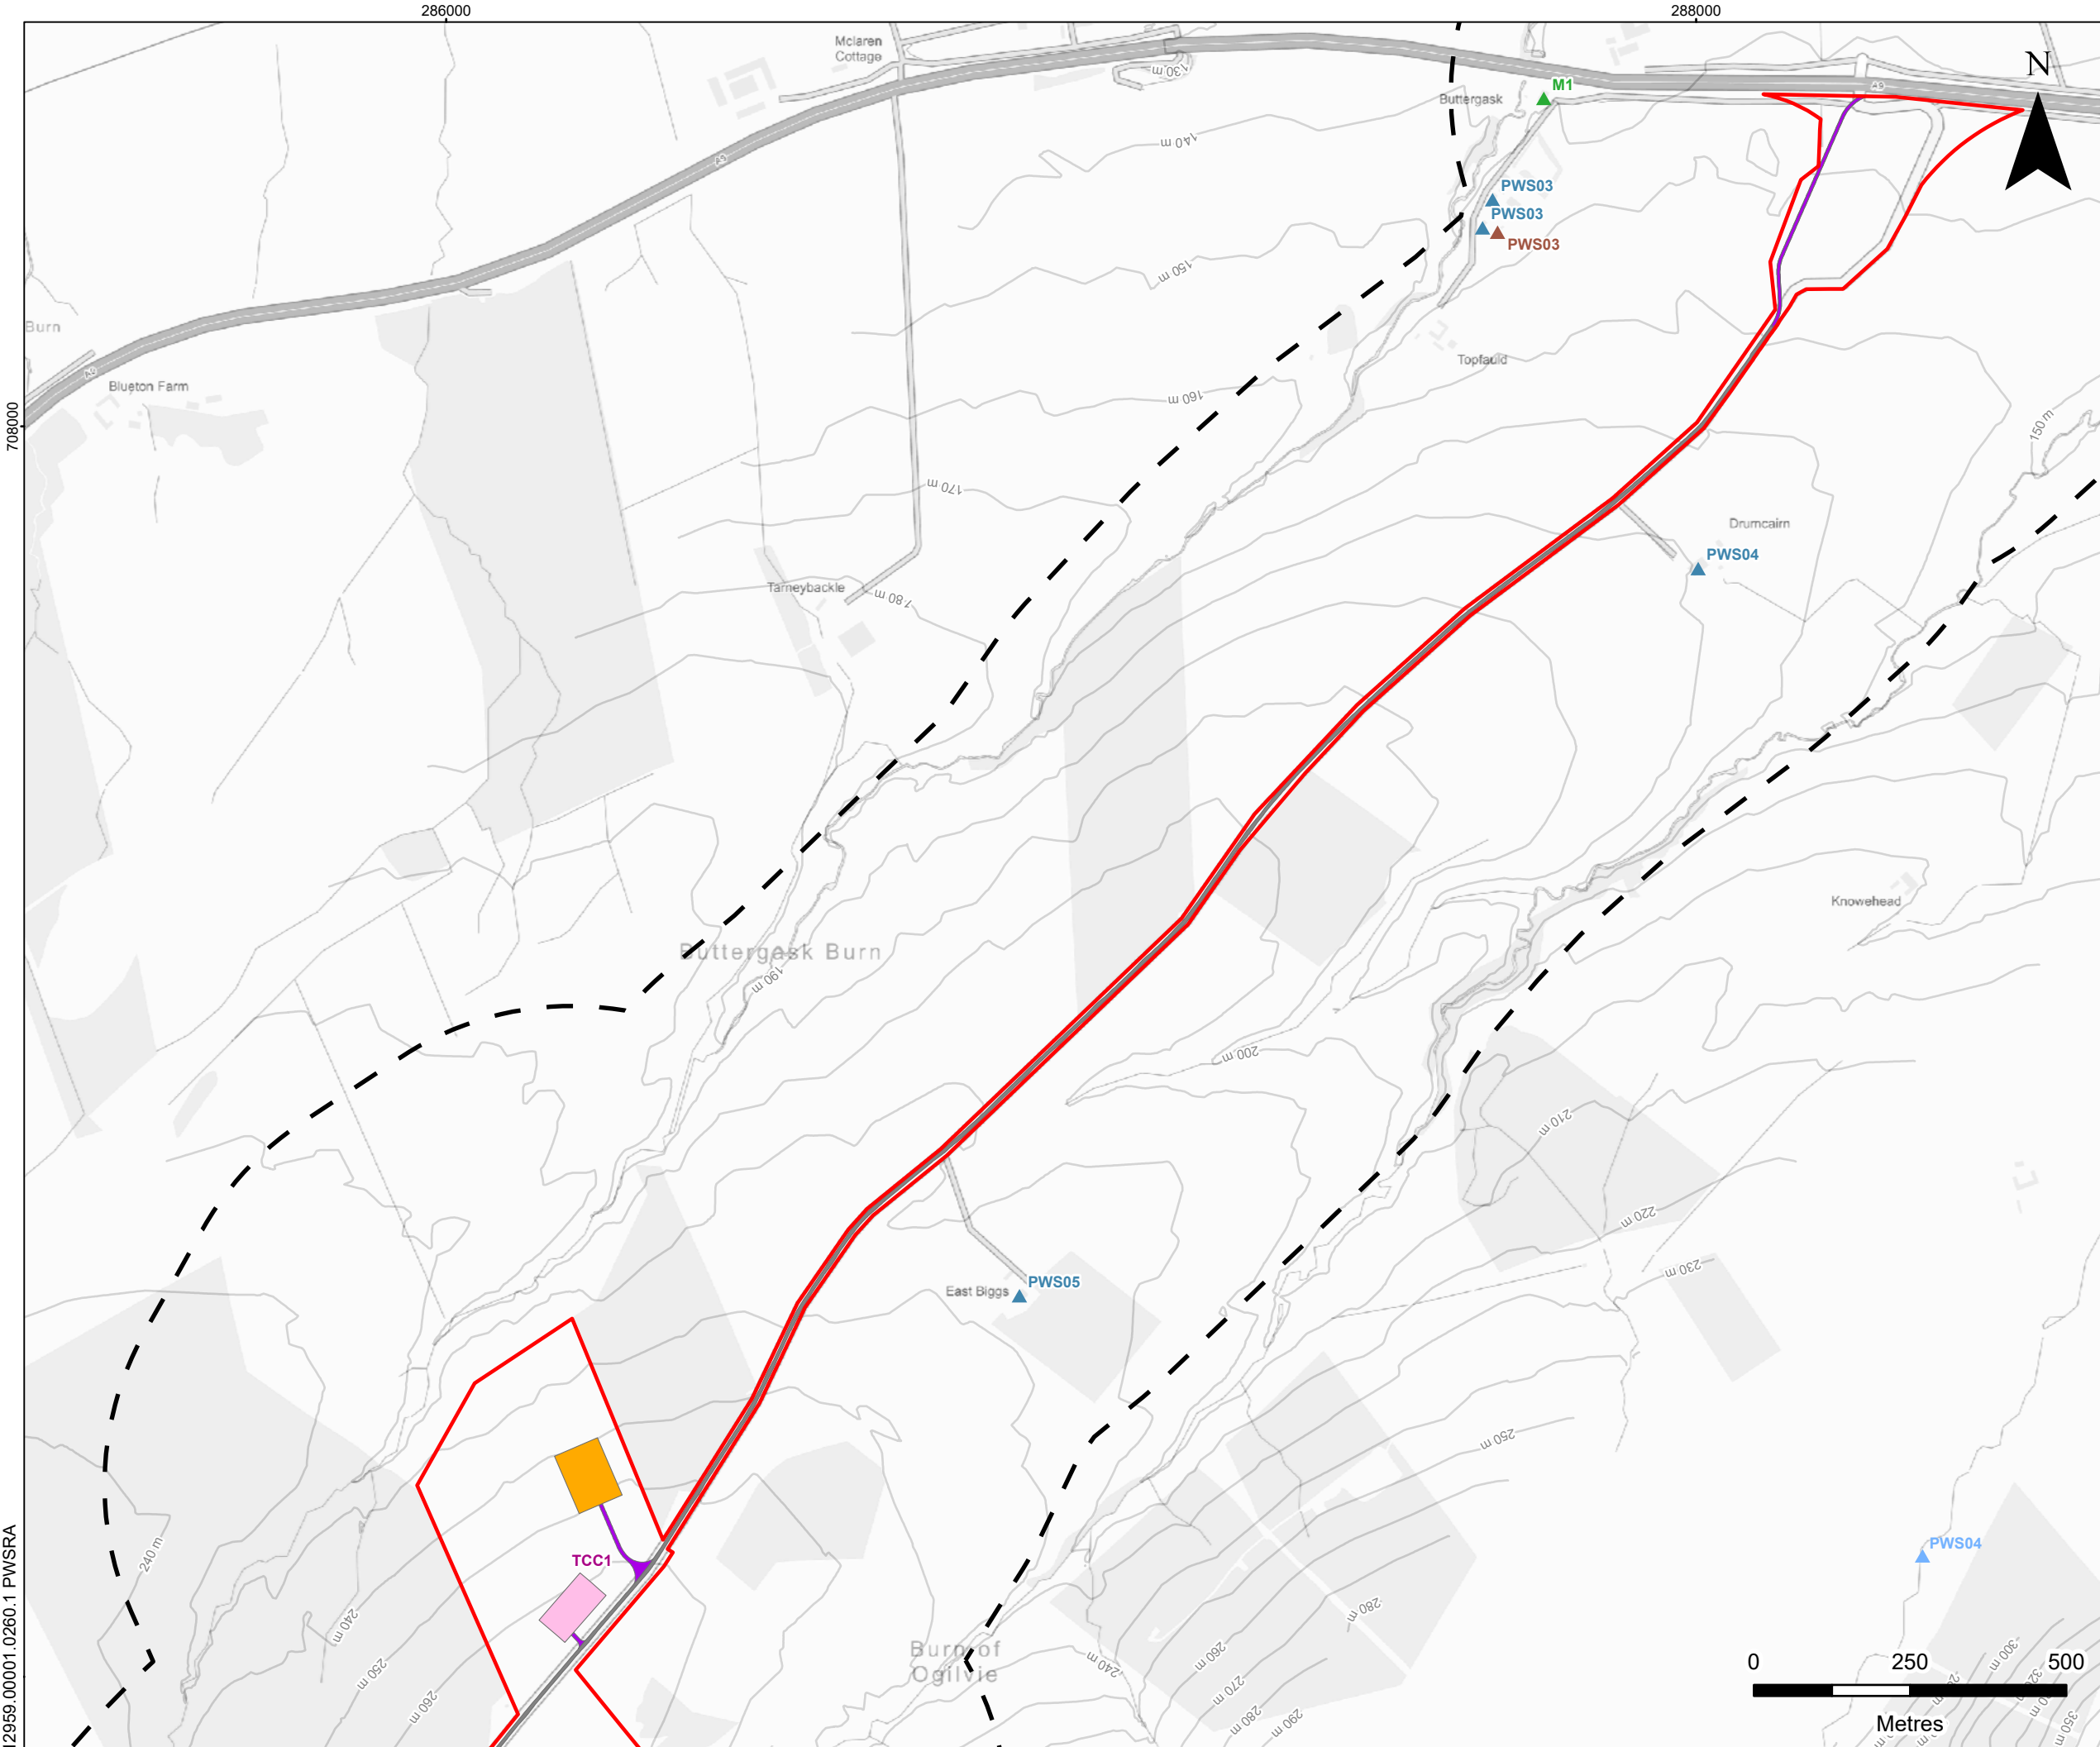 286000
288000
Mclaren
Cottage
130 m
A9
M1
Buttergask
N
A9
140 m
PWS03
PWS03
PWS03
150 m
A9
Burn
Blueton Farm
Topfauld
160 m
708000
150 m
170 m
Drumcairn
PWS04
Tarneybackle
180 m
Knowehead
Buttergask Burn
190 m
200 m
210 m
220 m
230 m
East Biggs
PWS05
250 m
240 m
TCC1
PWS04
240 m
280 m
Burn of
Ogilvie
240 m
260 m
250 m
260 m
270 m
280 m
290 m
300 m
350 m
0 250 500
Metres
12959.00001.0260.1 PWSRA